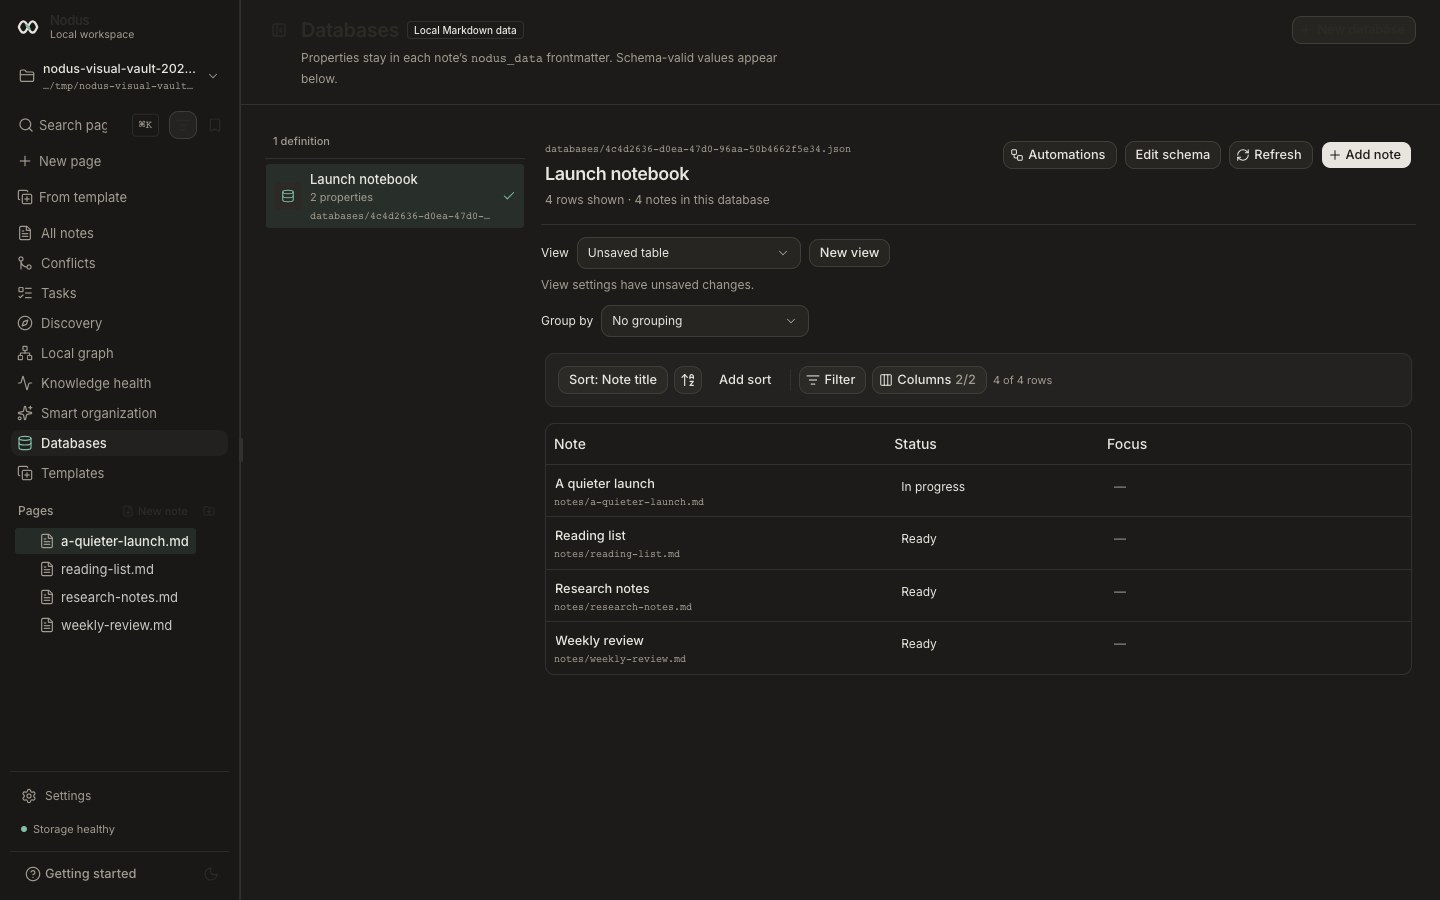 Nodus
Local workspace
nodus-visual-vault-202...
.../tmp/nodus-visual-vault...
Search pag
⌘K
New page
From template
All notes
Conflicts
Tasks
Discovery
Local graph
Knowledge health
Smart organization
Databases
Templates
Pages
New note
a-quieter-launch.md
reading-list.md
research-notes.md
weekly-review.md
Settings
Storage healthy
Getting started
Databases
Local Markdown data
+ New database
Properties stay in each note's nodus_data frontmatter. Schema-valid values appear
below.
1 definition
Launch notebook
2 properties
databases/4c4d2636-d0ea-47d0-...
databases/4c4d2636-d0ea-47d0-96aa-50b4662f5e34.json
Launch notebook
4 rows shown · 4 notes in this database
Automations
Edit schema
Refresh
+ Add note
View
Unsaved table
New view
View settings have unsaved changes.
Group by
No grouping
Sort: Note title
Add sort
Filter
Columns 2/2
4 of 4 rows
Note Status Focus
A quieter launch In progress —
notes/a-quieter-launch.md
Reading list Ready —
notes/reading-list.md
Research notes Ready —
notes/research-notes.md
Weekly review Ready —
notes/weekly-review.md